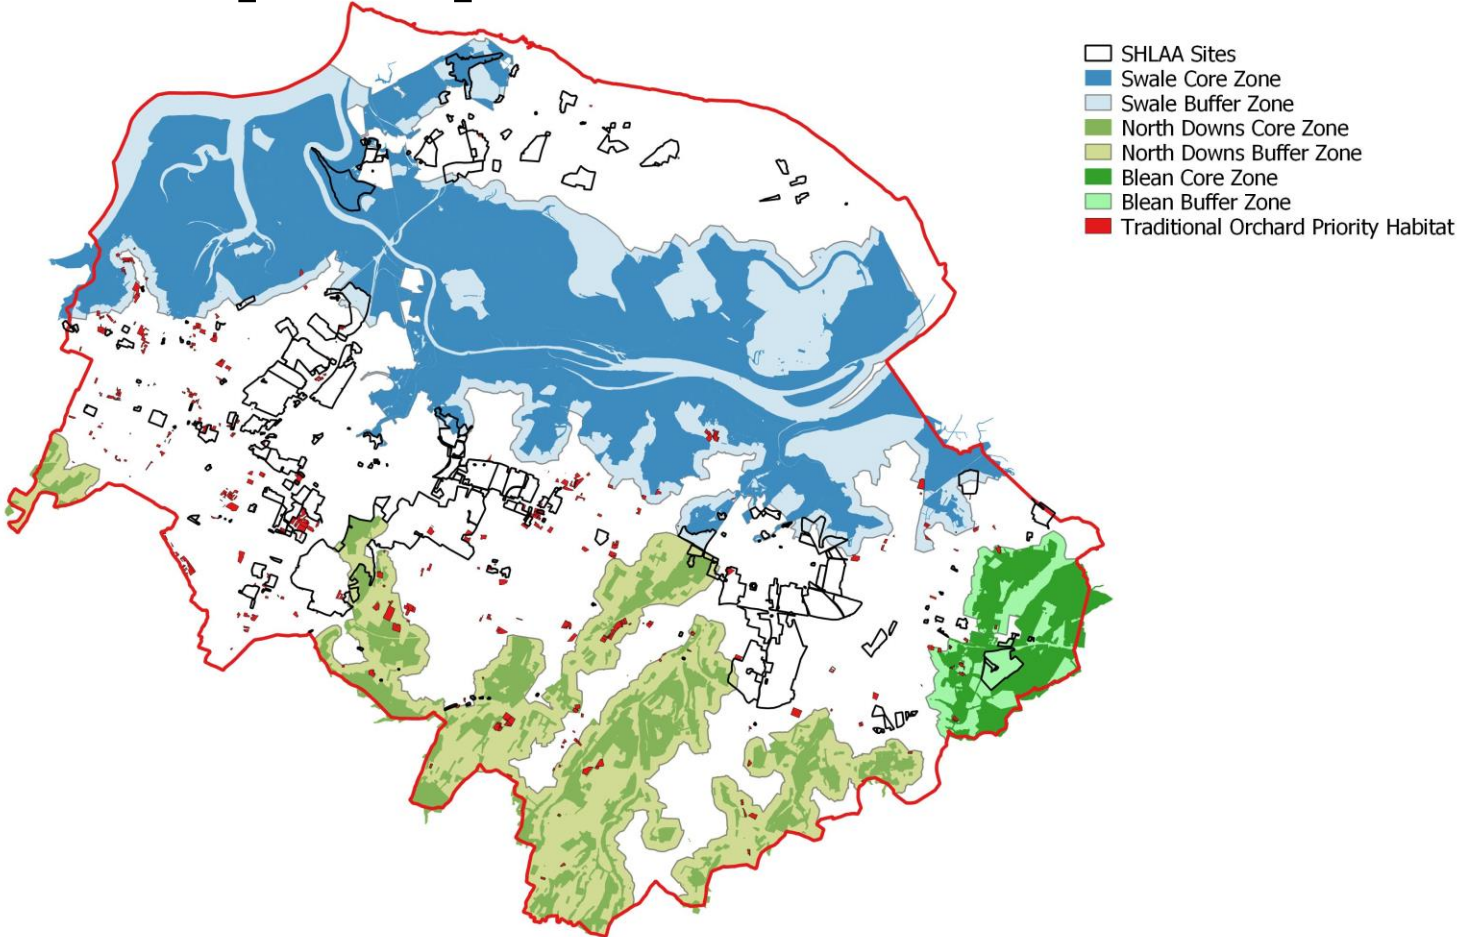 SHLAA Sites
Swale Core Zone
Swale Buffer Zone
North Downs Core Zone
North Downs Buffer Zone
Blean Core Zone
Blean Buffer Zone
Traditional Orchard Priority Habitat